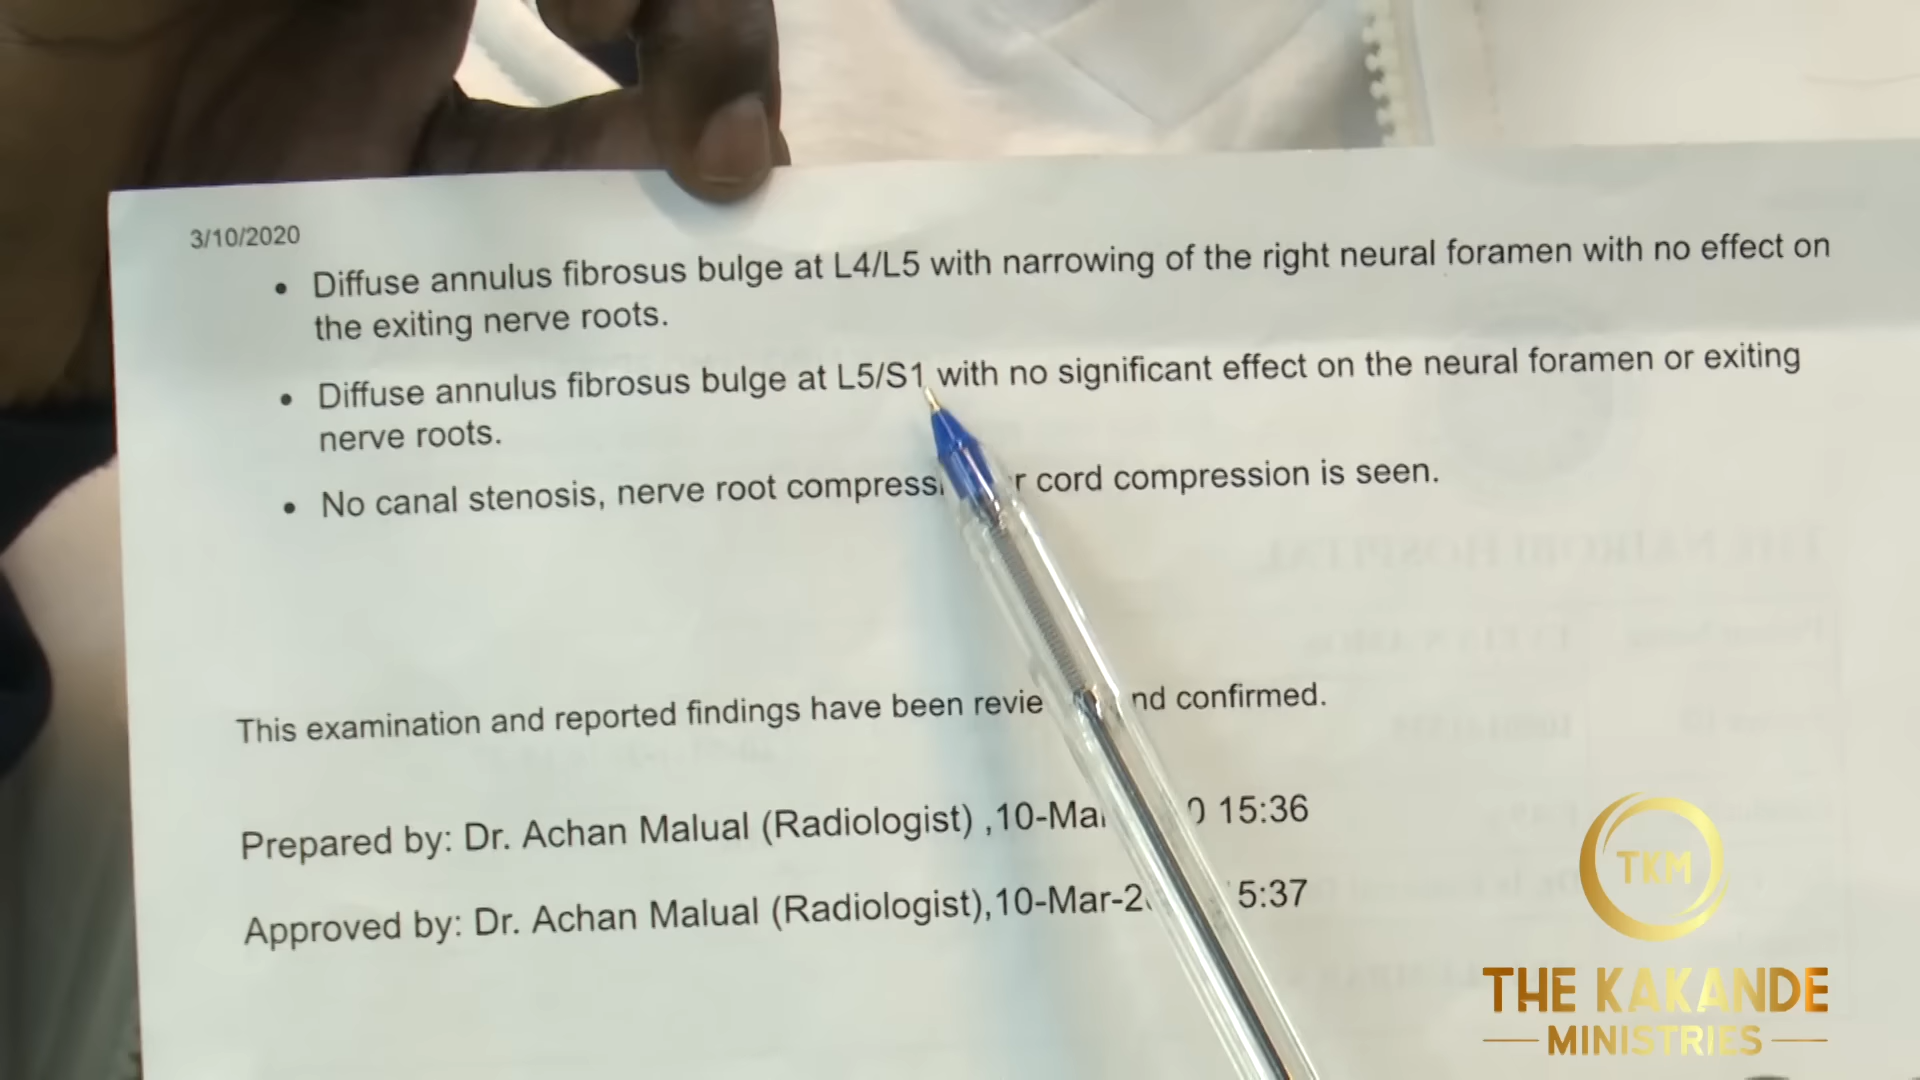 3/10/2020
• Diffuse annulus fibrosus bulge at L4/L5 with narrowing of the right neural foramen with no effect on
the exiting nerve roots.
• Diffuse annulus fibrosus bulge at L5/S1 with no significant effect on the neural foramen or exiting
nerve roots.
• No canal stenosis, nerve root compressi r cord compression is seen.
This examination and reported findings have been revie nd confirmed.
Prepared by: Dr. Achan Malual (Radiologist) ,10-Mar 0 15:36
Approved by: Dr. Achan Malual (Radiologist),10-Mar-2 5:37
TKM
THE KAKANDE
MINISTRIES